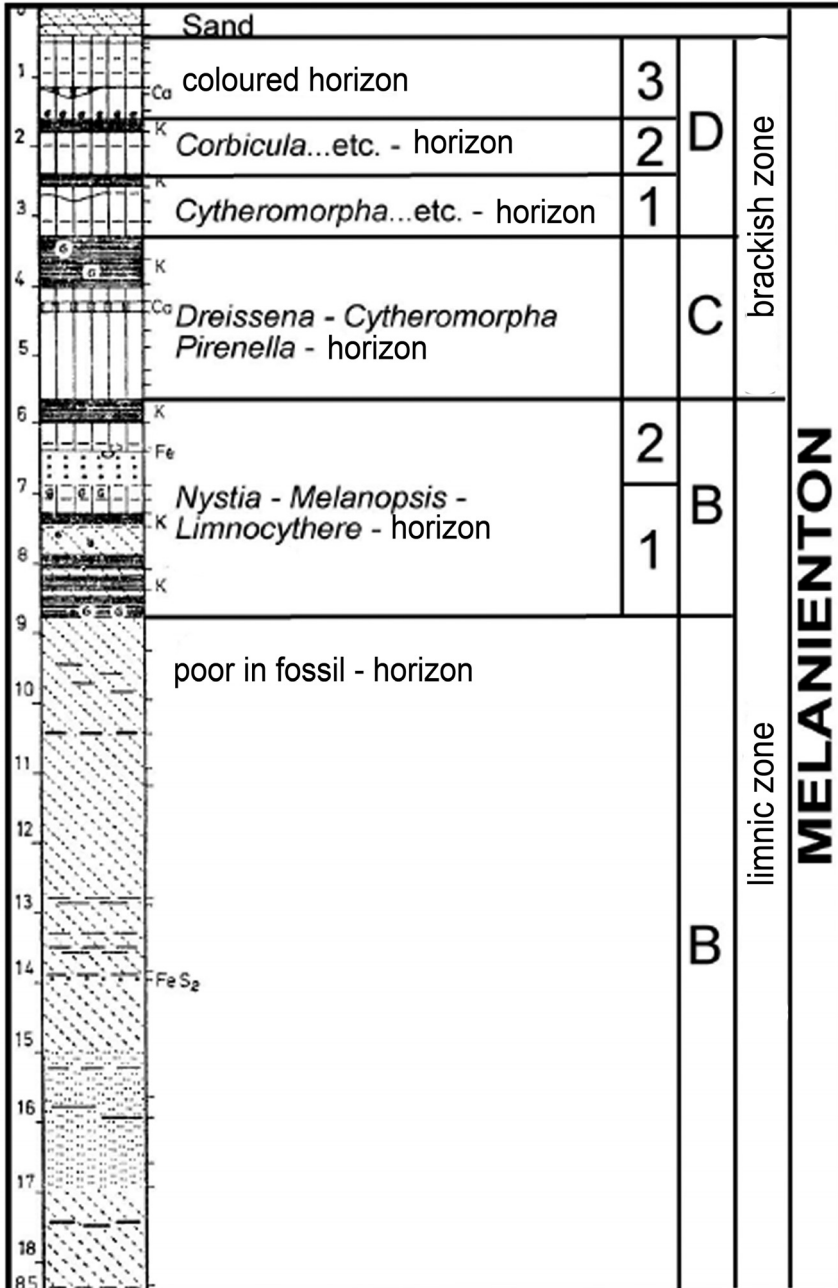 0
Sand
1
Ca
coloured horizon
3
D
K
2
Corbicula...etc. - horizon
2
K
3
Cytheromorpha...etc. - horizon
1
brackish zone
G
G
K
4
Ca
Dreissena - Cytheromorpha
Pirenella - horizon
C
5
6
K
Fe
2
7
G G G
Nystia - Melanopsis -
Limnocythere - horizon
B
K
8
1
K
G G
9
poor in fossil - horizon
10
11
12
limnic zone
MELANIENTON
13
14
FeS2
B
15
16
17
18
85